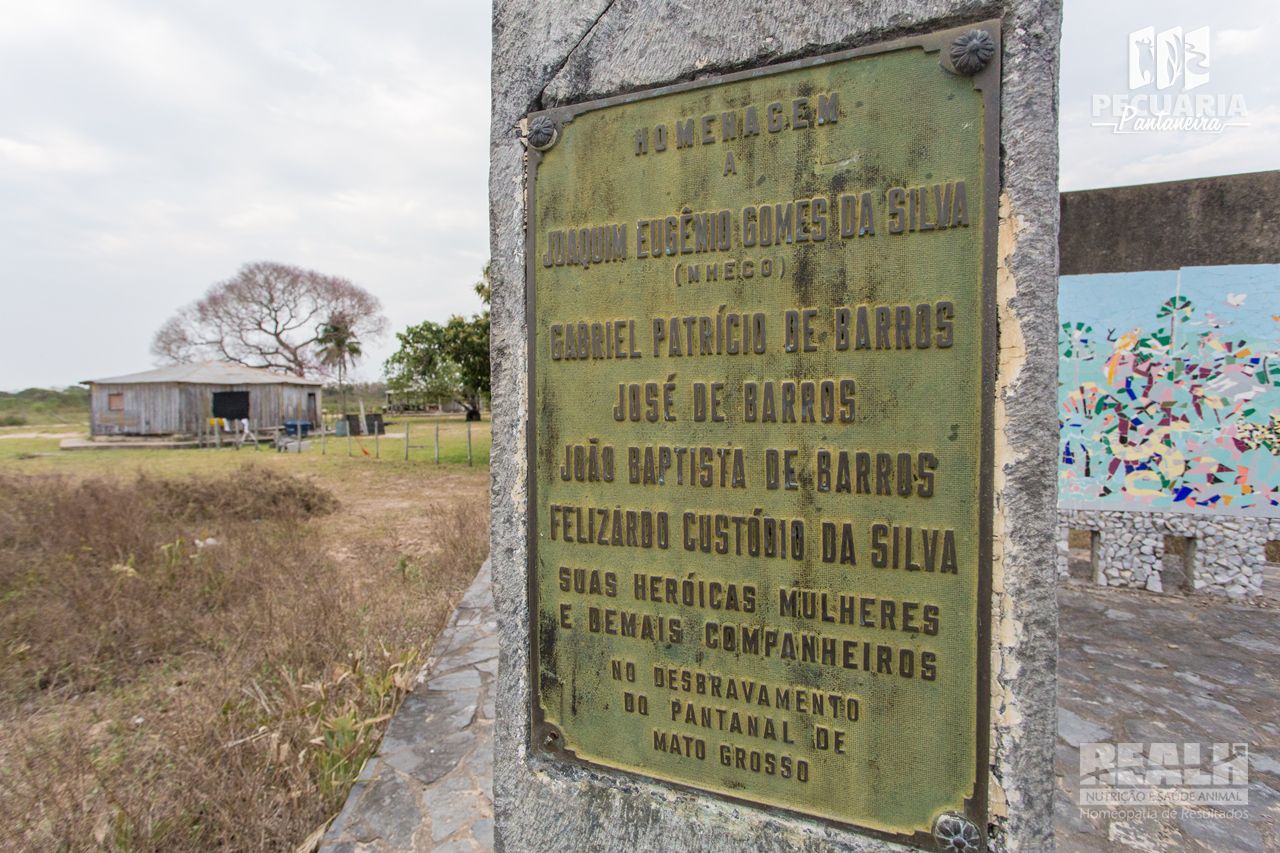 HOMENAGEM
A
JOAQUIM EUGÊNIO GOMES DA SILVA
(NHECO)
GABRIEL PATRÍCIO DE BARROS
JOSÉ DE BARROS
JOÃO BAPTISTA DE BARROS
FELIZARDO CUSTÓDIO DA SILVA
SUAS HERÓICAS MULHERES
E DEMAIS COMPANHEIROS
NO DESBRAVAMENTO
DO PANTANAL DE
MATO GROSSO
PECUÁRIA
Pantaneira
REALH
NUTRIÇÃO E SAÚDE ANIMAL
Homeopatia de Resultados